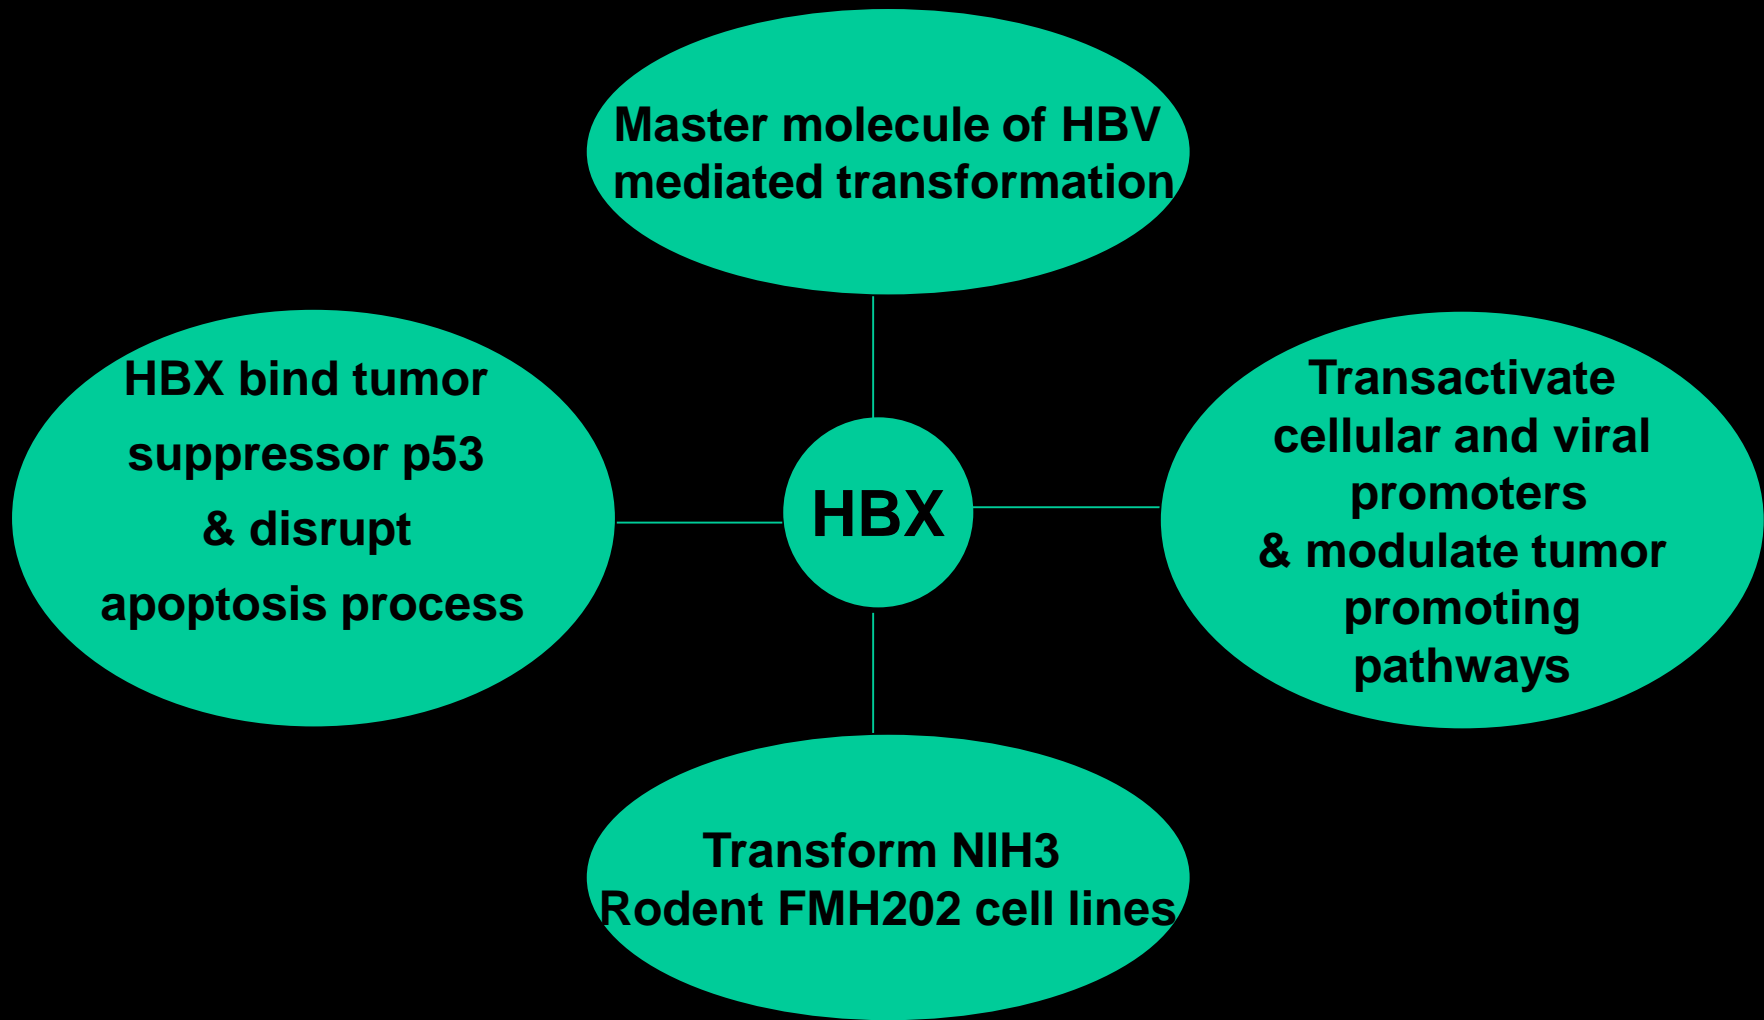 Master molecule of HBV
mediated transformation
HBX bind tumor
suppressor p53
& disrupt
apoptosis process
HBX
Transactivate
cellular and viral
promoters
& modulate tumor
promoting
pathways
Transform NIH3
Rodent FMH202 cell lines